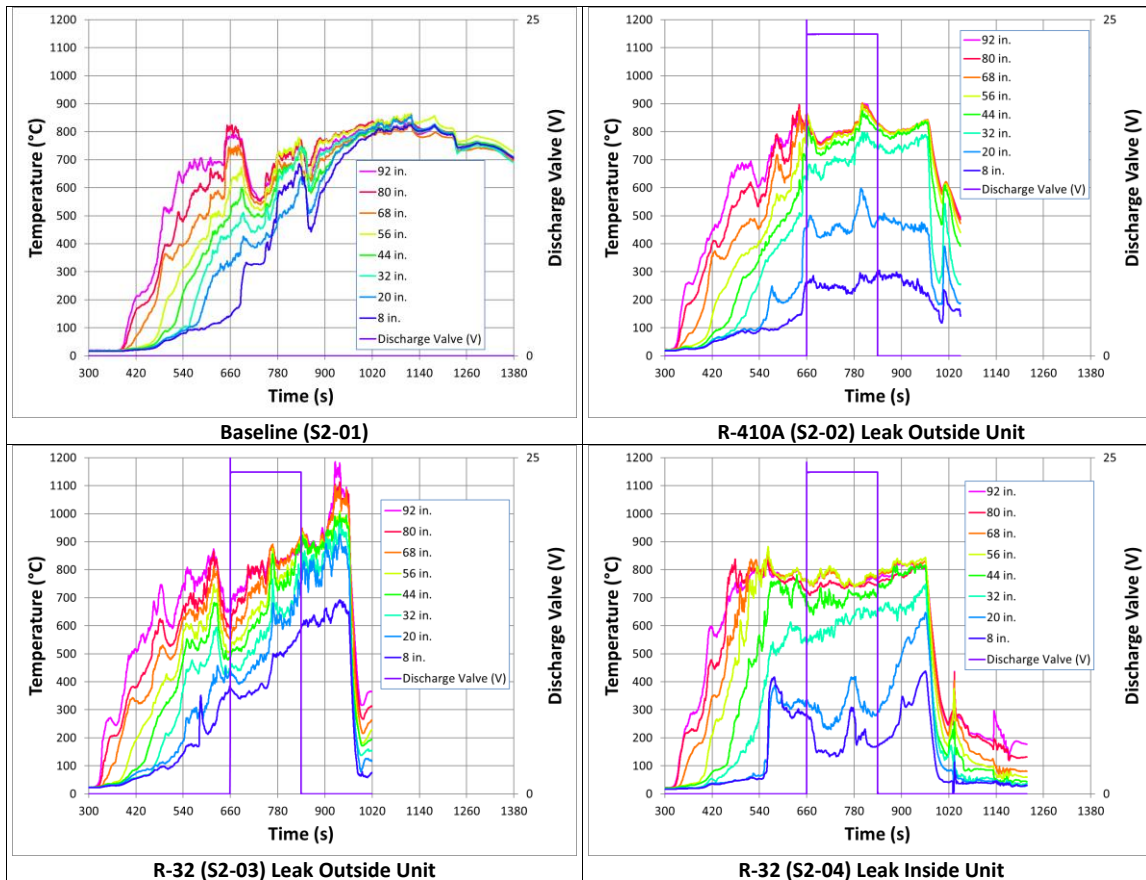 1200
1100
1000
900
800
700
600
500
400
300
200
100
0
Temperature (°C)
25
0
Discharge Valve (V)
92 in.
80 in.
68 in.
56 in.
44 in.
32 in.
20 in.
8 in.
Discharge Valve (V)
300 420 540 660 780 900 1020 1140 1260 1380
Time (s)
Baseline (S2-01)
1200
1100
1000
900
800
700
600
500
400
300
200
100
0
Temperature (°C)
25
0
Discharge Valve (V)
92 in.
80 in.
68 in.
56 in.
44 in.
32 in.
20 in.
8 in.
Discharge Valve (V)
300 420 540 660 780 900 1020 1140 1260 1380
Time (s)
R-410A (S2-02) Leak Outside Unit
1200
1100
1000
900
800
700
600
500
400
300
200
100
0
Temperature (°C)
25
0
Discharge Valve (V)
92 in.
80 in.
68 in.
56 in.
44 in.
32 in.
20 in.
8 in.
Discharge Valve (V)
300 420 540 660 780 900 1020 1140 1260 1380
Time (s)
R-32 (S2-03) Leak Outside Unit
1200
1100
1000
900
800
700
600
500
400
300
200
100
0
Temperature (°C)
25
0
Discharge Valve (V)
92 in.
80 in.
68 in.
56 in.
44 in.
32 in.
20 in.
8 in.
Discharge Valve (V)
300 420 540 660 780 900 1020 1140 1260 1380
Time (s)
R-32 (S2-04) Leak Inside Unit